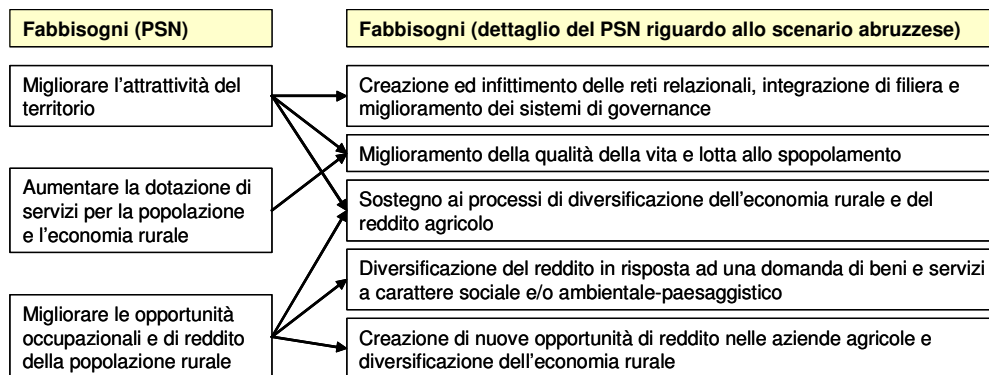 Fabbisogni (PSN)
Fabbisogni (dettaglio del PSN riguardo allo scenario abruzzese)
Migliorare l'attrattività del
territorio
Aumentare la dotazione di
servizi per la popolazione
e l'economia rurale
Migliorare le opportunità
occupazionali e di reddito
della popolazione rurale
Creazione ed infittimento delle reti relazionali, integrazione di filiera e
miglioramento dei sistemi di governance
Miglioramento della qualità della vita e lotta allo spopolamento
Sostegno ai processi di diversificazione dell'economia rurale e del
reddito agricolo
Diversificazione del reddito in risposta ad una domanda di beni e servizi
a carattere sociale e/o ambientale-paesaggistico
Creazione di nuove opportunità di reddito nelle aziende agricole e
diversificazione dell'economia rurale